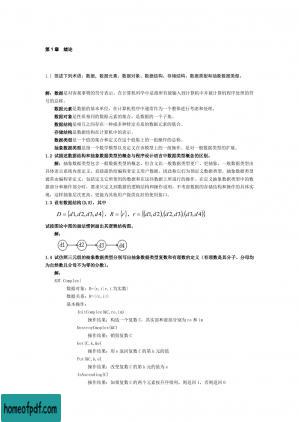 第 1 章 绪论
1.1 简述下列术语：数据，数据元素、数据对象、数据结构、存储结构、数据类型和抽象数据类型。
解：数据是对客观事物的符号表示。在计算机科学中是指所有能输入到计算机中并被计算机程序处理的符
号的总称。
数据元素是数据的基本单位，在计算机程序中通常作为一个整体进行考虑和处理。
数据对象是性质相同的数据元素的集合，是数据的一个子集。
数据结构是相互之间存在一种或多种特定关系的数据元素的集合。
存储结构是数据结构在计算机中的表示。
数据类型是一个值的集合和定义在这个值集上的一组操作的总称。
抽象数据类型是指一个数学模型以及定义在该模型上的一组操作。是对一般数据类型的扩展。
1.2 试描述数据结构和抽象数据类型的概念与程序设计语言中数据类型概念的区别。
解：抽象数据类型包含一般数据类型的概念，但含义比一般数据类型更广、更抽象。一般数据类型由
具体语言系统内部定义，直接提供给编程者定义用户数据，因此称它们为预定义数据类型。抽象数据类型通
常由编程者定义，包括定义它所使用的数据和在这些数据上所进行的操作。在定义抽象数据类型中的数
据部分和操作部分时，要求只定义到数据的逻辑结构和操作说明，不考虑数据的存储结构和操作的具体实
现，这样抽象层次更高，更能为其他用户提供良好的使用接口。
1.3 设有数据结构(D,R)，其中
D = {d1,d2,d3,d4}，R = {r}，r = {(d1,d2),(d2,d3),(d3,d4)}
试按图论中图的画法惯例画出其逻辑结构图。
解：
d1 d2 d3 d4
1.4 试仿照三元组的抽象数据类型分别写出抽象数据类型复数和有理数的定义（有理数是其分子、分母均
为自然数且分母不为零的分数）。
解：
ADT Complex{
数据对象：D={r,i|r,i 为实数}
数据关系：R={<r,i>}
基本操作：
InitComplex(&C,re,im)
操作结果：构造一个复数 C，其实部和虚部分别为 re 和 im
DestroyComplex(&C)
操作结果：销毁复数 C
Get(C,k,&e)
操作结果：用 e 返回复数 C 的第 k 元的值
Put(&C,k,e)
操作结果：改变复数 C 的第 k 元的值为 e
IsAscending(C)
操作结果：如果复数 C 的两个元素按升序排列，则返回 1，否则返回 0
homeofpdf.com